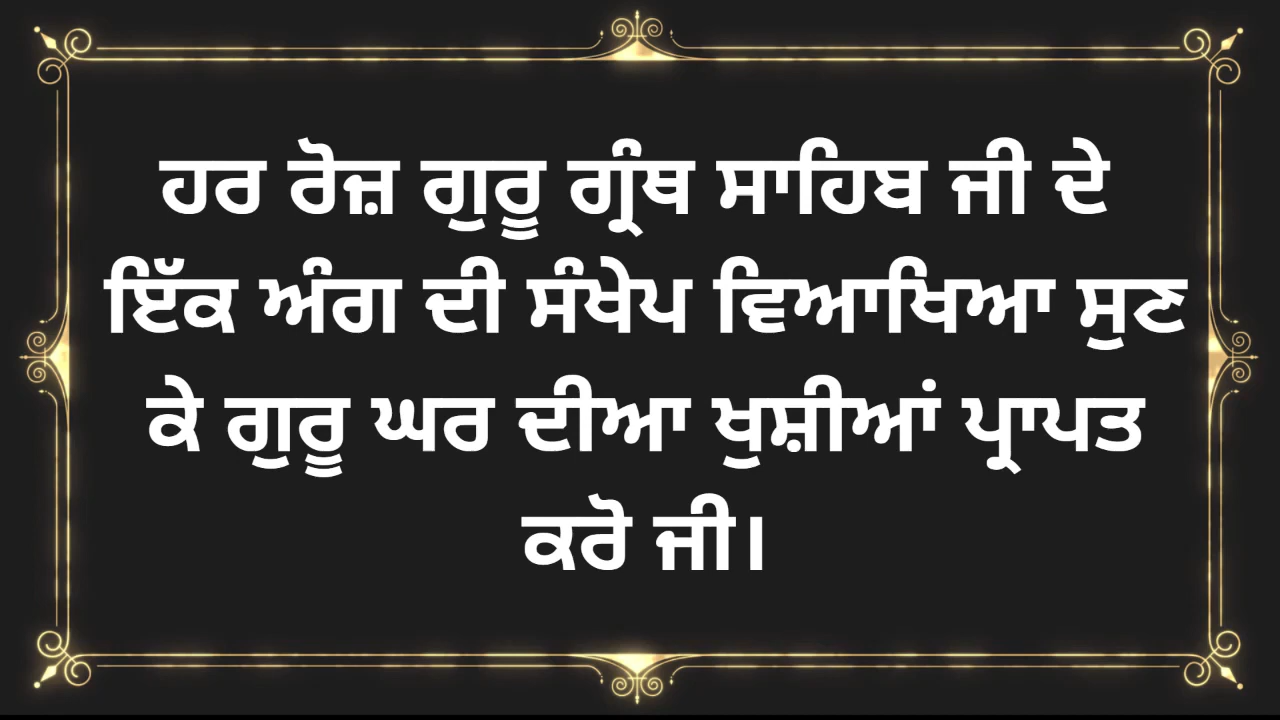 ਹਰ ਰੋਜ਼ ਗੁਰੂ ਗ੍ਰੰਥ ਸਾਹਿਬ ਜੀ ਦੇ
ਇੱਕ ਅੰਗ ਦੀ ਸੰਖੇਪ ਵਿਆਖਿਆ ਸੁਣ
ਕੇ ਗੁਰੂ ਘਰ ਦੀਆ ਖੁਸ਼ੀਆਂ ਪ੍ਰਾਪਤ
ਕਰੋ ਜੀ।